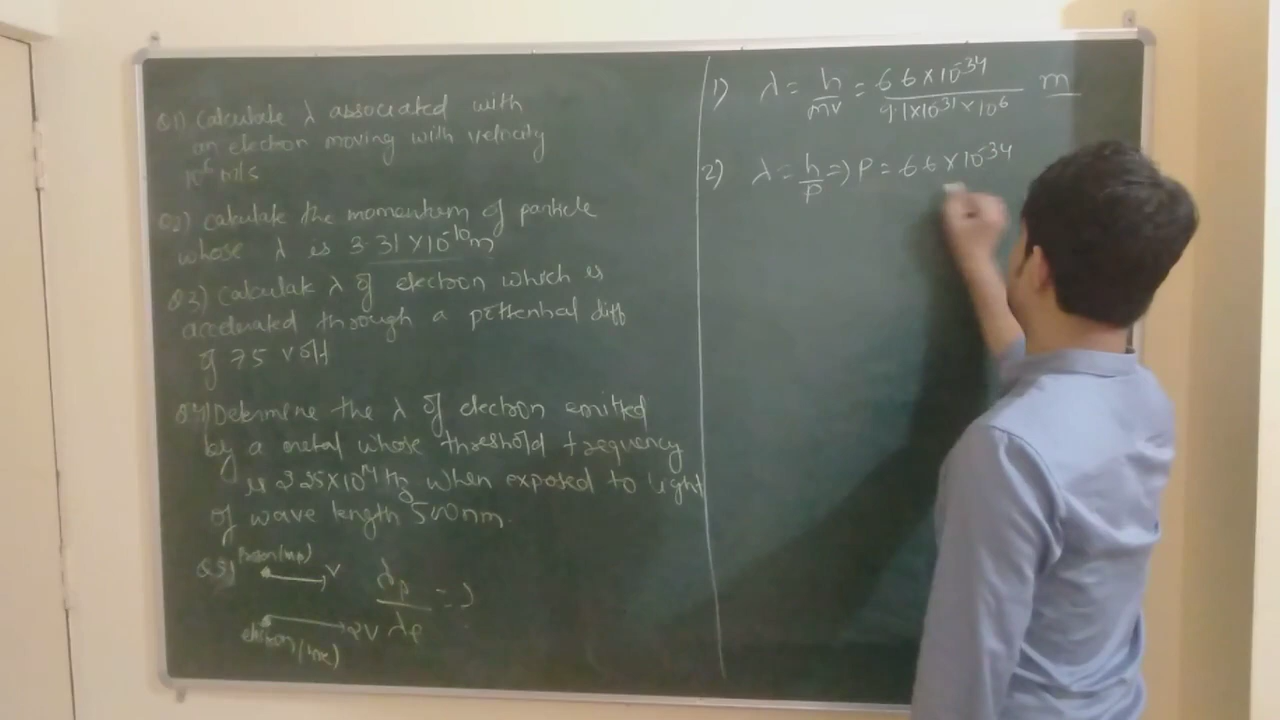 Q1) Calculate λ associated with
an electron moving with velocity
10⁶ m/s
Q2) calculate the momentum of particle
whose λ is 3.31 × 10⁻¹⁰ m
Q3) Calculate λ of electron which is
accelerated through a potential diff
of 75 volt
Q4) Determine the λ of electron emitted
by a metal whose threshold frequency
is 2.25×10¹⁴ Hz when exposed to light
of wave length 500nm.
Q5) Proton (mp) → V λp/λe = ?
electron (me) → 2V
1) λ = h/mv = 6.6×10⁻³⁴/9.1×10⁻³¹×10⁶ m
2) λ = h/P ⇒ P = 6.6×10⁻³⁴